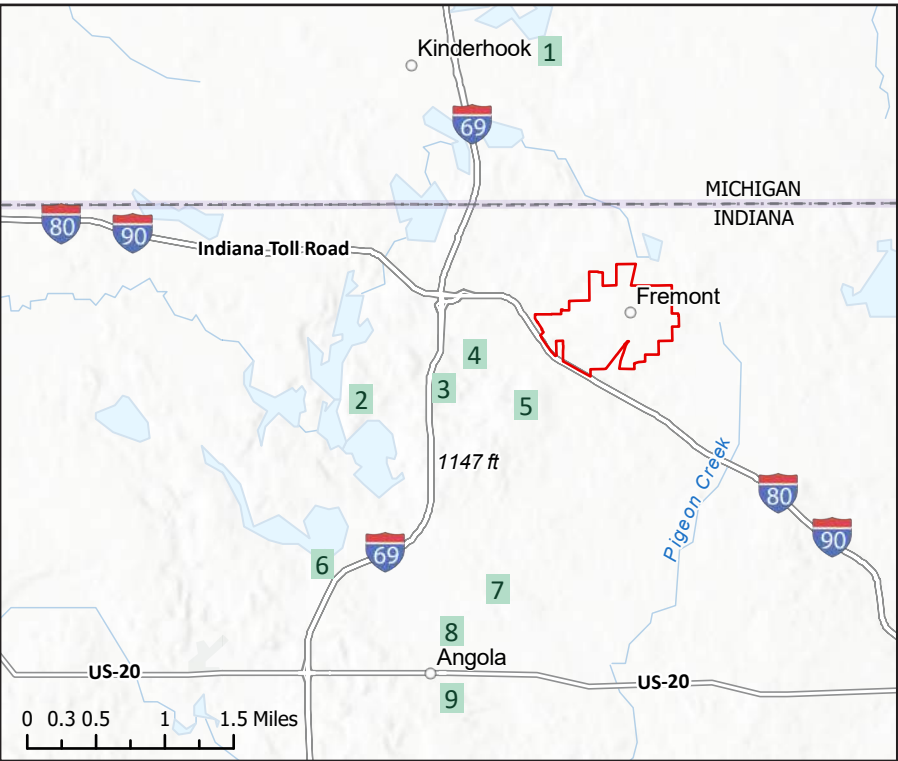 Kinderhook
1
69
MICHIGAN
INDIANA
80
90
Indiana Toll Road
Fremont
4
3
2
5
1147 ft
Pigeon Creek
80
90
69
6
7
8
Angola
US-20
US-20
9
0 0.3 0.5 1 1.5 Miles